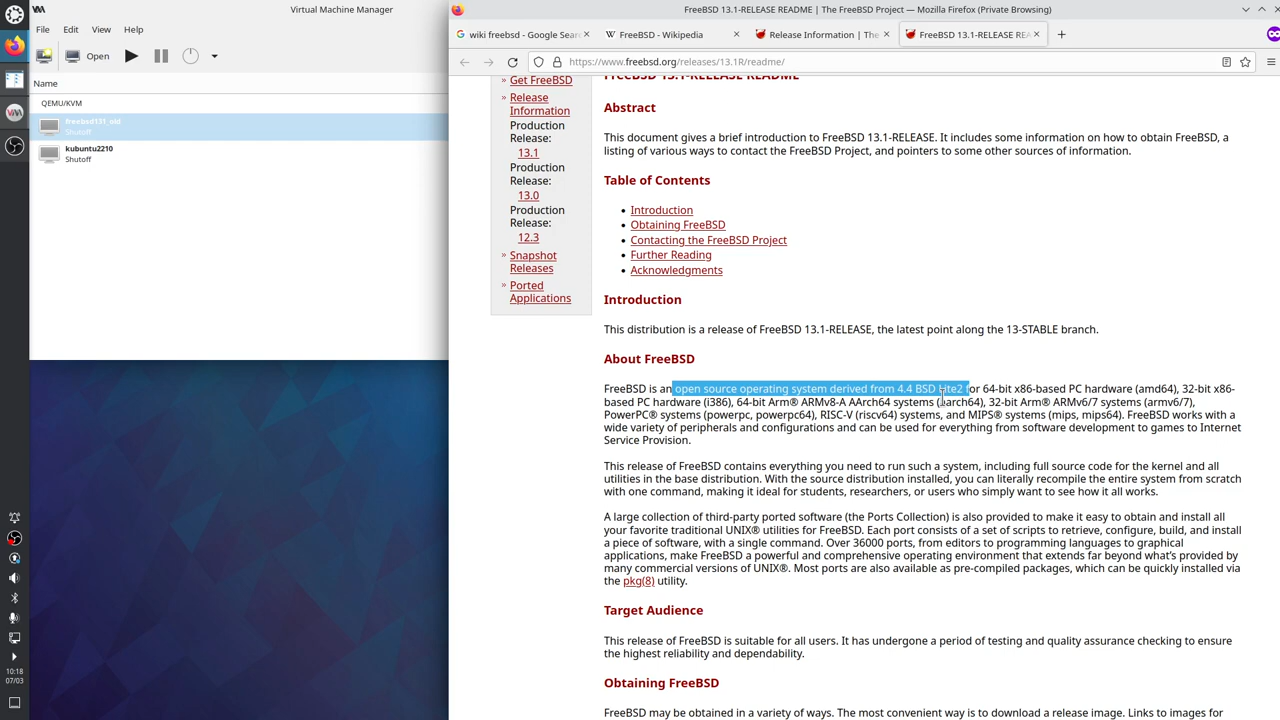 Virtual Machine Manager
File Edit View Help
Open
Name
QEMU/KVM
freebsd131_old
Shutoff
kubuntu2210
Shutoff
10:18
07/03
FreeBSD 13.1-RELEASE README | The FreeBSD Project — Mozilla Firefox (Private Browsing)
wiki freebsd - Google Sear
FreeBSD - Wikipedia
Release Information | The
FreeBSD 13.1-RELEASE REA
https://www.freebsd.org/releases/13.1R/readme/
Get FreeBSD
Release
Information
Production
Release:
13.1
Production
Release:
13.0
Production
Release:
12.3
Snapshot
Releases
Ported
Applications
FreeBSD 13.1-RELEASE README
Abstract
This document gives a brief introduction to FreeBSD 13.1-RELEASE. It includes some information on how to obtain FreeBSD, a
listing of various ways to contact the FreeBSD Project, and pointers to some other sources of information.
Table of Contents
Introduction
Obtaining FreeBSD
Contacting the FreeBSD Project
Further Reading
Acknowledgments
Introduction
This distribution is a release of FreeBSD 13.1-RELEASE, the latest point along the 13-STABLE branch.
About FreeBSD
FreeBSD is an open source operating system derived from 4.4 BSD Lite2 for 64-bit x86-based PC hardware (amd64), 32-bit x86-
based PC hardware (i386), 64-bit Arm® ARMv8-A AArch64 systems (aarch64), 32-bit Arm® ARMv6/7 systems (armv6/7),
PowerPC® systems (powerpc, powerpc64), RISC-V (riscv64) systems, and MIPS® systems (mips, mips64). FreeBSD works with a
wide variety of peripherals and configurations and can be used for everything from software development to games to Internet
Service Provision.
This release of FreeBSD contains everything you need to run such a system, including full source code for the kernel and all
utilities in the base distribution. With the source distribution installed, you can literally recompile the entire system from scratch
with one command, making it ideal for students, researchers, or users who simply want to see how it all works.
A large collection of third-party ported software (the Ports Collection) is also provided to make it easy to obtain and install all
your favorite traditional UNIX® utilities for FreeBSD. Each port consists of a set of scripts to retrieve, configure, build, and install
a piece of software, with a single command. Over 36000 ports, from editors to programming languages to graphical
applications, make FreeBSD a powerful and comprehensive operating environment that extends far beyond what's provided by
many commercial versions of UNIX®. Most ports are also available as pre-compiled packages, which can be quickly installed via
the pkg(8) utility.
Target Audience
This release of FreeBSD is suitable for all users. It has undergone a period of testing and quality assurance checking to ensure
the highest reliability and dependability.
Obtaining FreeBSD
FreeBSD may be obtained in a variety of ways. The most convenient way is to download a release image. Links to images for